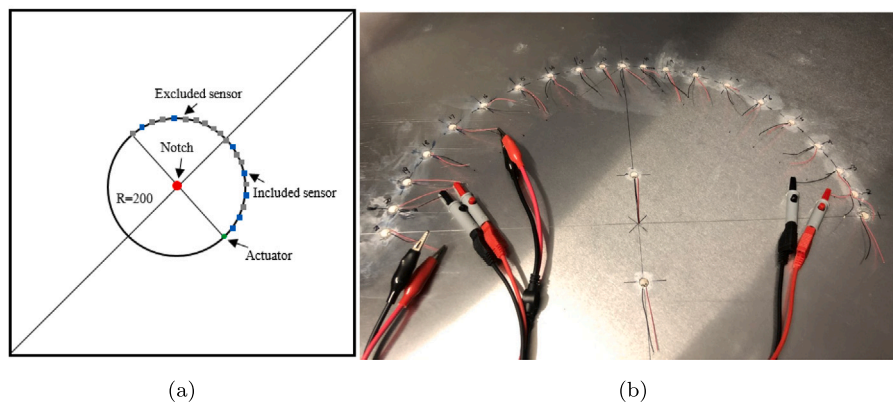 Excluded sensor
Notch
R=200
Included sensor
Actuator
(a)
(b)